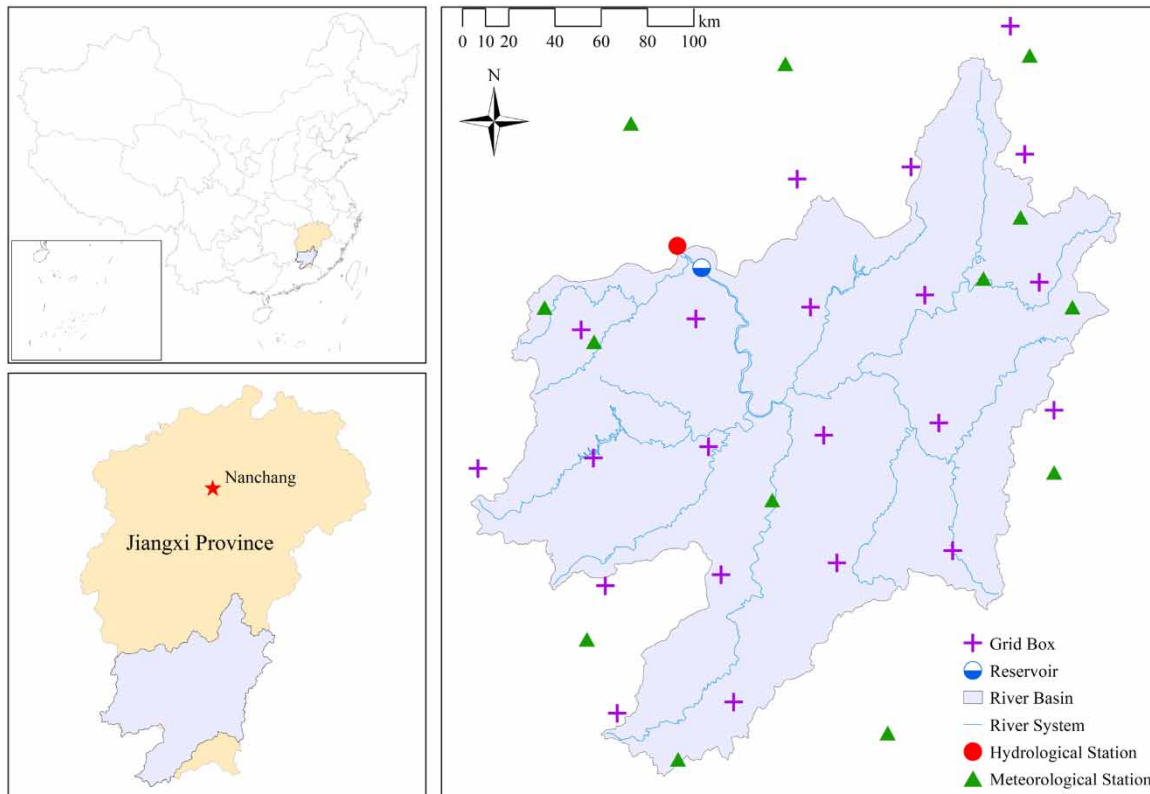 Nanchang
Jiangxi Province
km
0 10 20 40 60 80 100
N
Grid Box
Reservoir
River Basin
River System
Hydrological Station
Meteorological Station